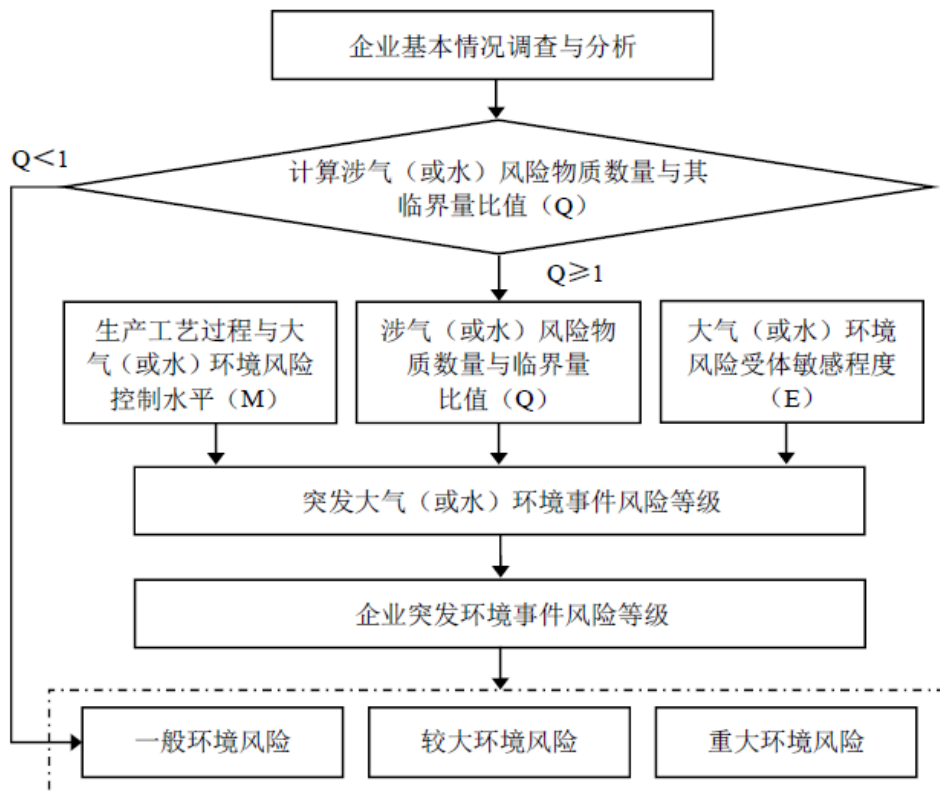 企业基本情况调查与分析
Q＜1
计算涉气（或水）风险物质数量与其
临界量比值（Q）
Q≥1
生产工艺过程与大
气（或水）环境风险
控制水平（M）
涉气（或水）风险物
质数量与临界量
比值（Q）
大气（或水）环境
风险受体敏感程度
（E）
突发大气（或水）环境事件风险等级
企业突发环境事件风险等级
一般环境风险
较大环境风险
重大环境风险